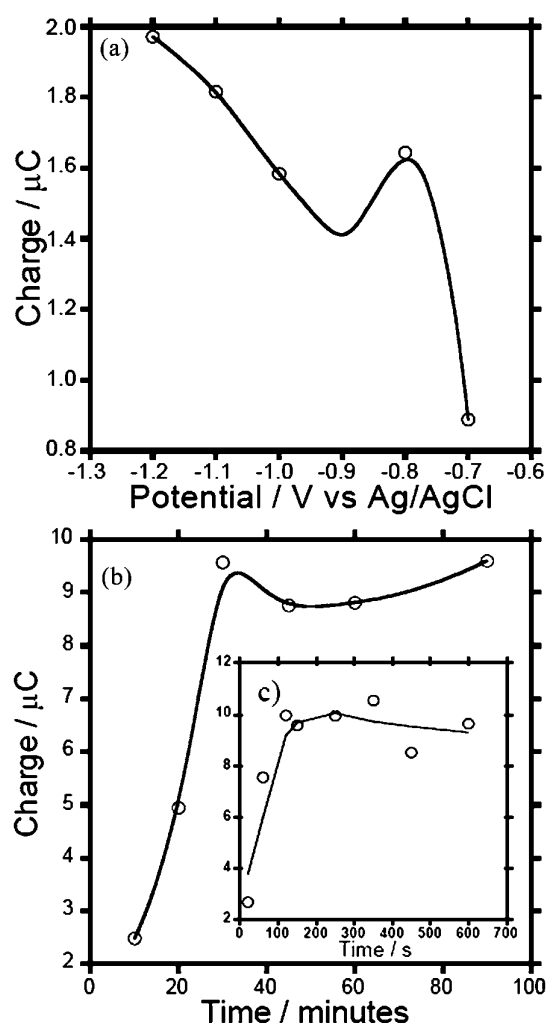 (a)
2.0
1.8
1.6
1.4
1.2
1.0
0.8
Charge / µC
-1.3 -1.2 -1.1 -1.0 -0.9 -0.8 -0.7 -0.6
Potential / V vs Ag/AgCl
(b)
10
9
8
7
6
5
4
3
2
Charge / µC
c)
12
10
8
6
4
2
0 100 200 300 400 500 600 700
Time / s
0 20 40 60 80 100
Time / minutes